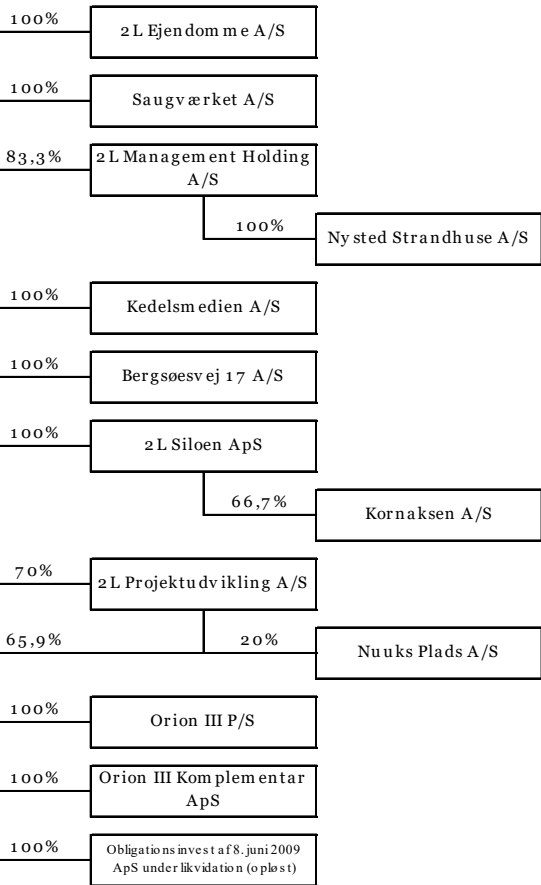 100%
2L Ejendomme A/S
100%
Saugværket A/S
83,3%
2L Management Holding
A/S
100%
Nysted Strandhuse A/S
100%
Kedelsmedien A/S
100%
Bergsøesvej 17 A/S
100%
2L Siloen ApS
66,7%
Kornaksen A/S
70%
2L Projektudvikling A/S
65,9%
20%
Nuuks Plads A/S
100%
Orion III P/S
100%
Orion III Komplementar
ApS
100%
Obligationsinvest af 8. juni 2009
ApS under likvidation (opløst)